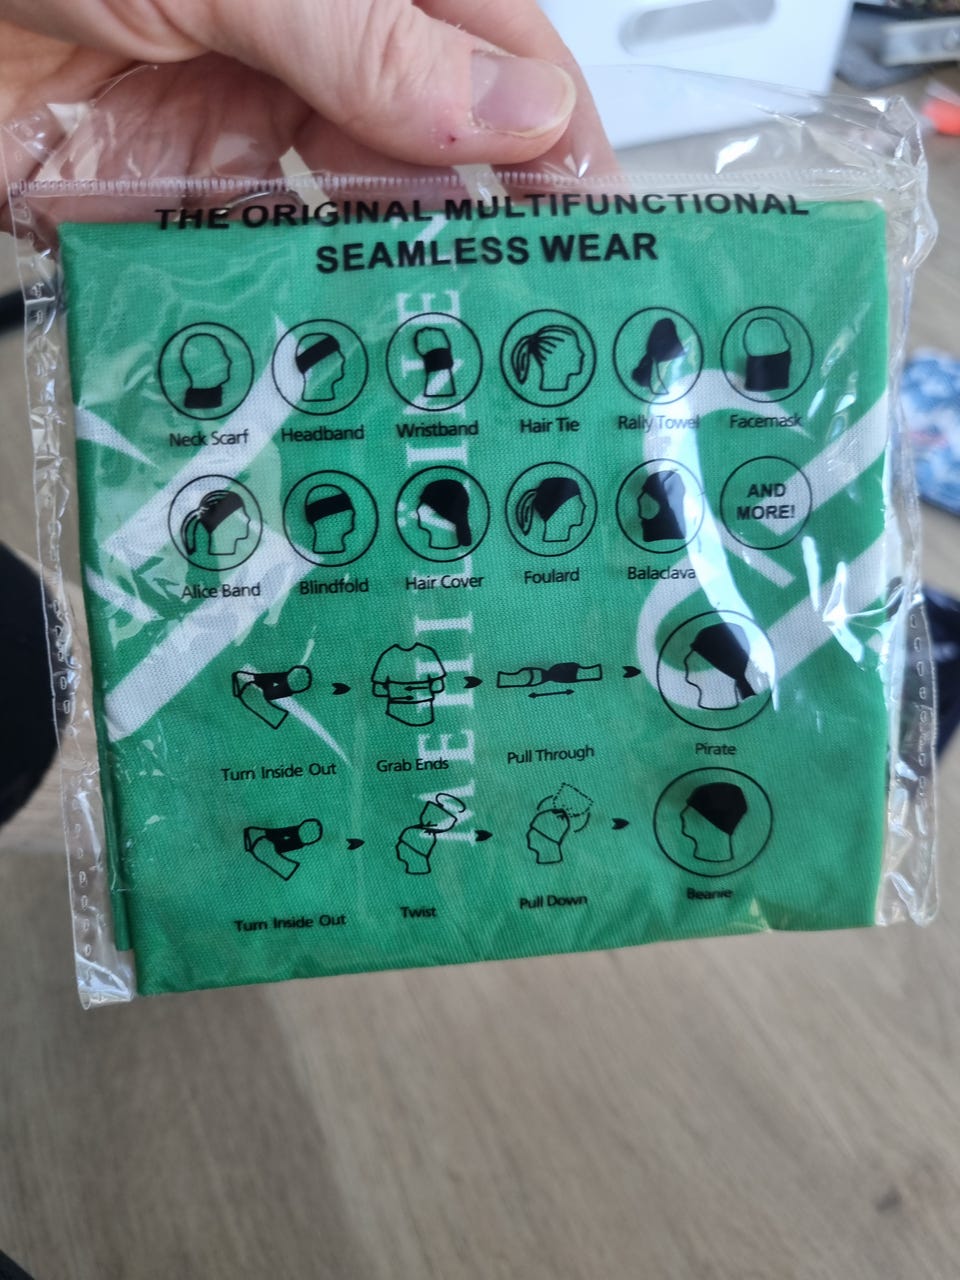 THE ORIGINAL MULTIFUNCTIONAL
SEAMLESS WEAR
Neck Scarf
Headband
Wristband
Hair Tie
Rally Towel
Facemask
Alice Band
Blindfold
Hair Cover
Foulard
Balaclava
AND
MORE!
Turn Inside Out
Grab Ends
Pull Through
Pirate
Turn Inside Out
Twist
Pull Down
Beanie